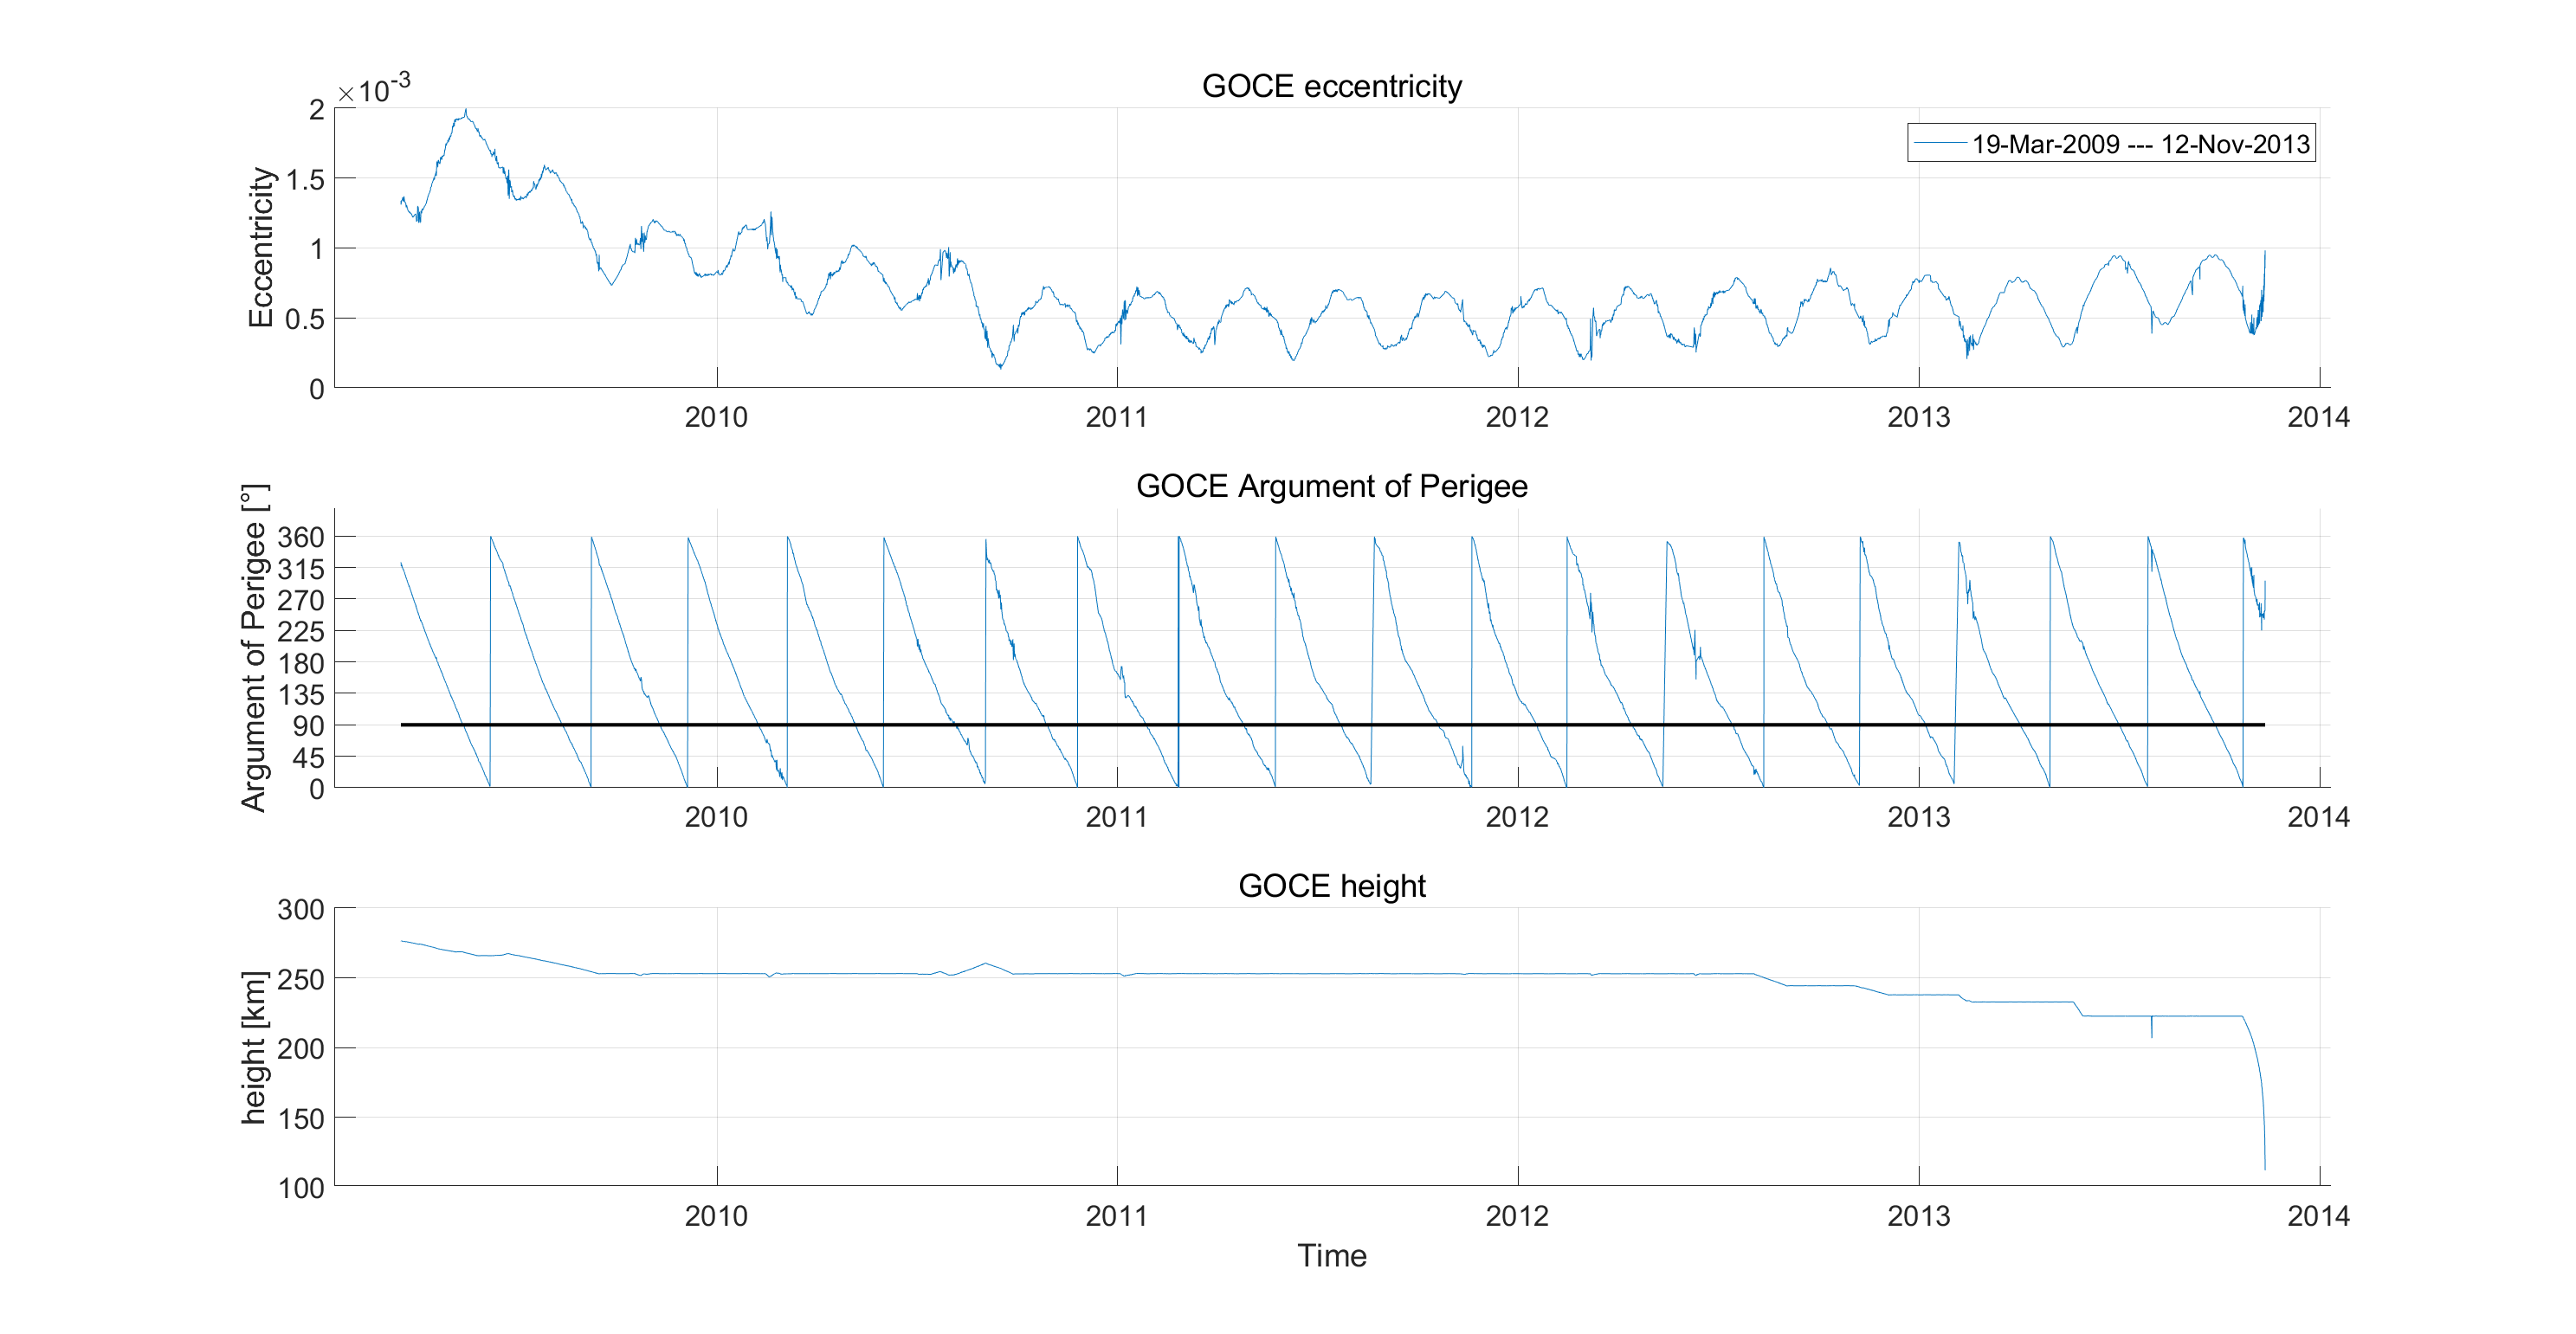 GOCE eccentricity
×10-3
Eccentricity
2
1.5
1
0.5
0
19-Mar-2009 --- 12-Nov-2013
2010 2011 2012 2013 2014
GOCE Argument of Perigee
Argument of Perigee [°]
360
315
270
225
180
135
90
45
0
2010 2011 2012 2013 2014
GOCE height
height [km]
300
250
200
150
100
2010 2011 2012 2013 2014
Time